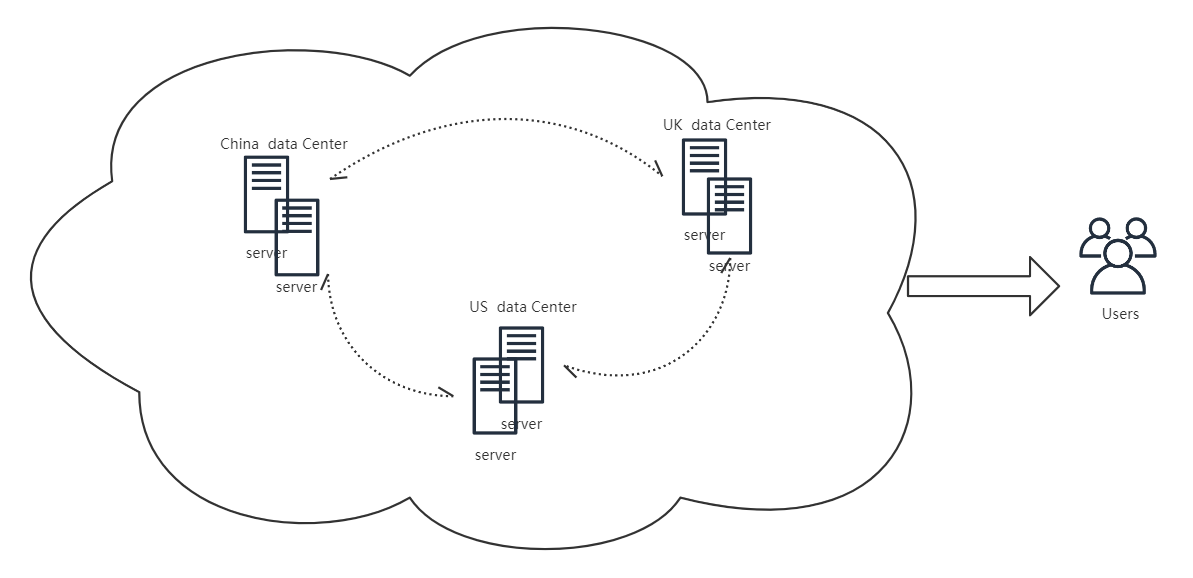 UK  data Center
China  data Center
server
server
server
server
US  data Center
Users
server
server